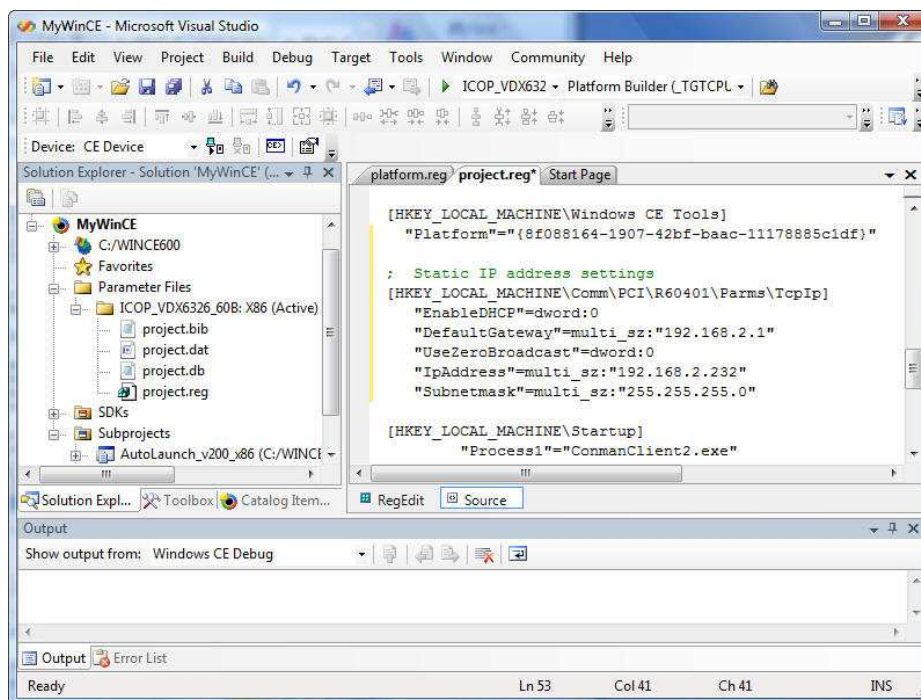 MyWinCE - Microsoft Visual Studio
File Edit View Project Build Debug Target Tools Window Community Help
ICOP_VDX632 Platform Builder (_TGTCPL
Device: CE Device
Solution Explorer - Solution 'MyWinCE' (...
MyWinCE
C:/WINCE600
Favorites
Parameter Files
ICOP_VDX6326_60B: X86 (Active)
project.bib
project.dat
project.db
project.reg
SDKs
Subprojects
AutoLaunch_v200_x86 (C:/WINCE
Solution Expl... Toolbox Catalog Item...
platform.reg project.reg* Start Page
[HKEY_LOCAL_MACHINE\Windows CE Tools]
"Platform"="{8f088164-1907-42bf-baac-11178885c1df}"
; Static IP address settings
[HKEY_LOCAL_MACHINE\Comm\PCI\R60401\Parms\TcpIp]
"EnableDHCP"=dword:0
"DefaultGateway"=multi_sz:"192.168.2.1"
"UseZeroBroadcast"=dword:0
"IpAddress"=multi_sz:"192.168.2.232"
"Subnetmask"=multi_sz:"255.255.255.0"
[HKEY_LOCAL_MACHINE\Startup]
"Process1"="ConmanClient2.exe"
RegEdit Source
Output
Show output from: Windows CE Debug
Output Error List
Ready Ln 53 Col 41 Ch 41 INS